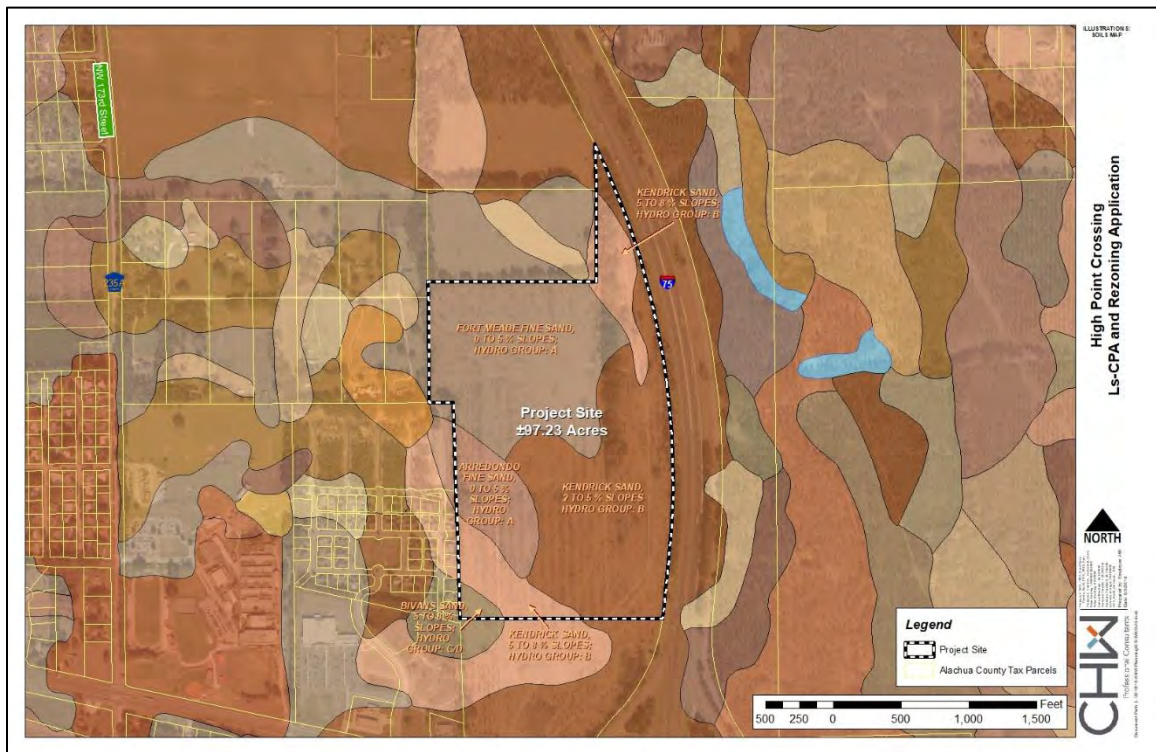 ILLUSTRATIONS:
SOILS MAP
NW 173rd Street
235A
KENDRICK SAND,
5 TO 8 % SLOPES;
HYDRO GROUP: B
75
FORT MEADE FINE SAND,
0 TO 5 % SLOPES;
HYDRO GROUP: A
Project Site
±97.23 Acres
ARREDONDO
FINE SAND,
0 TO 5 %
SLOPES;
HYDRO
GROUP: A
KENDRICK SAND,
2 TO 5 % SLOPES
HYDRO GROUP: B
BIVANS SAND,
5 TO 8 %
SLOPES;
HYDRO
GROUP: C/D
KENDRICK SAND,
5 TO 8 % SLOPES;
HYDRO GROUP: B
High Point Crossing
Ls-CPA and Rezoning Application
NORTH
Legend
Project Site
Alachua County Tax Parcels
Feet
500 250 0 500 1,000 1,500
CHW
Professional Consultants